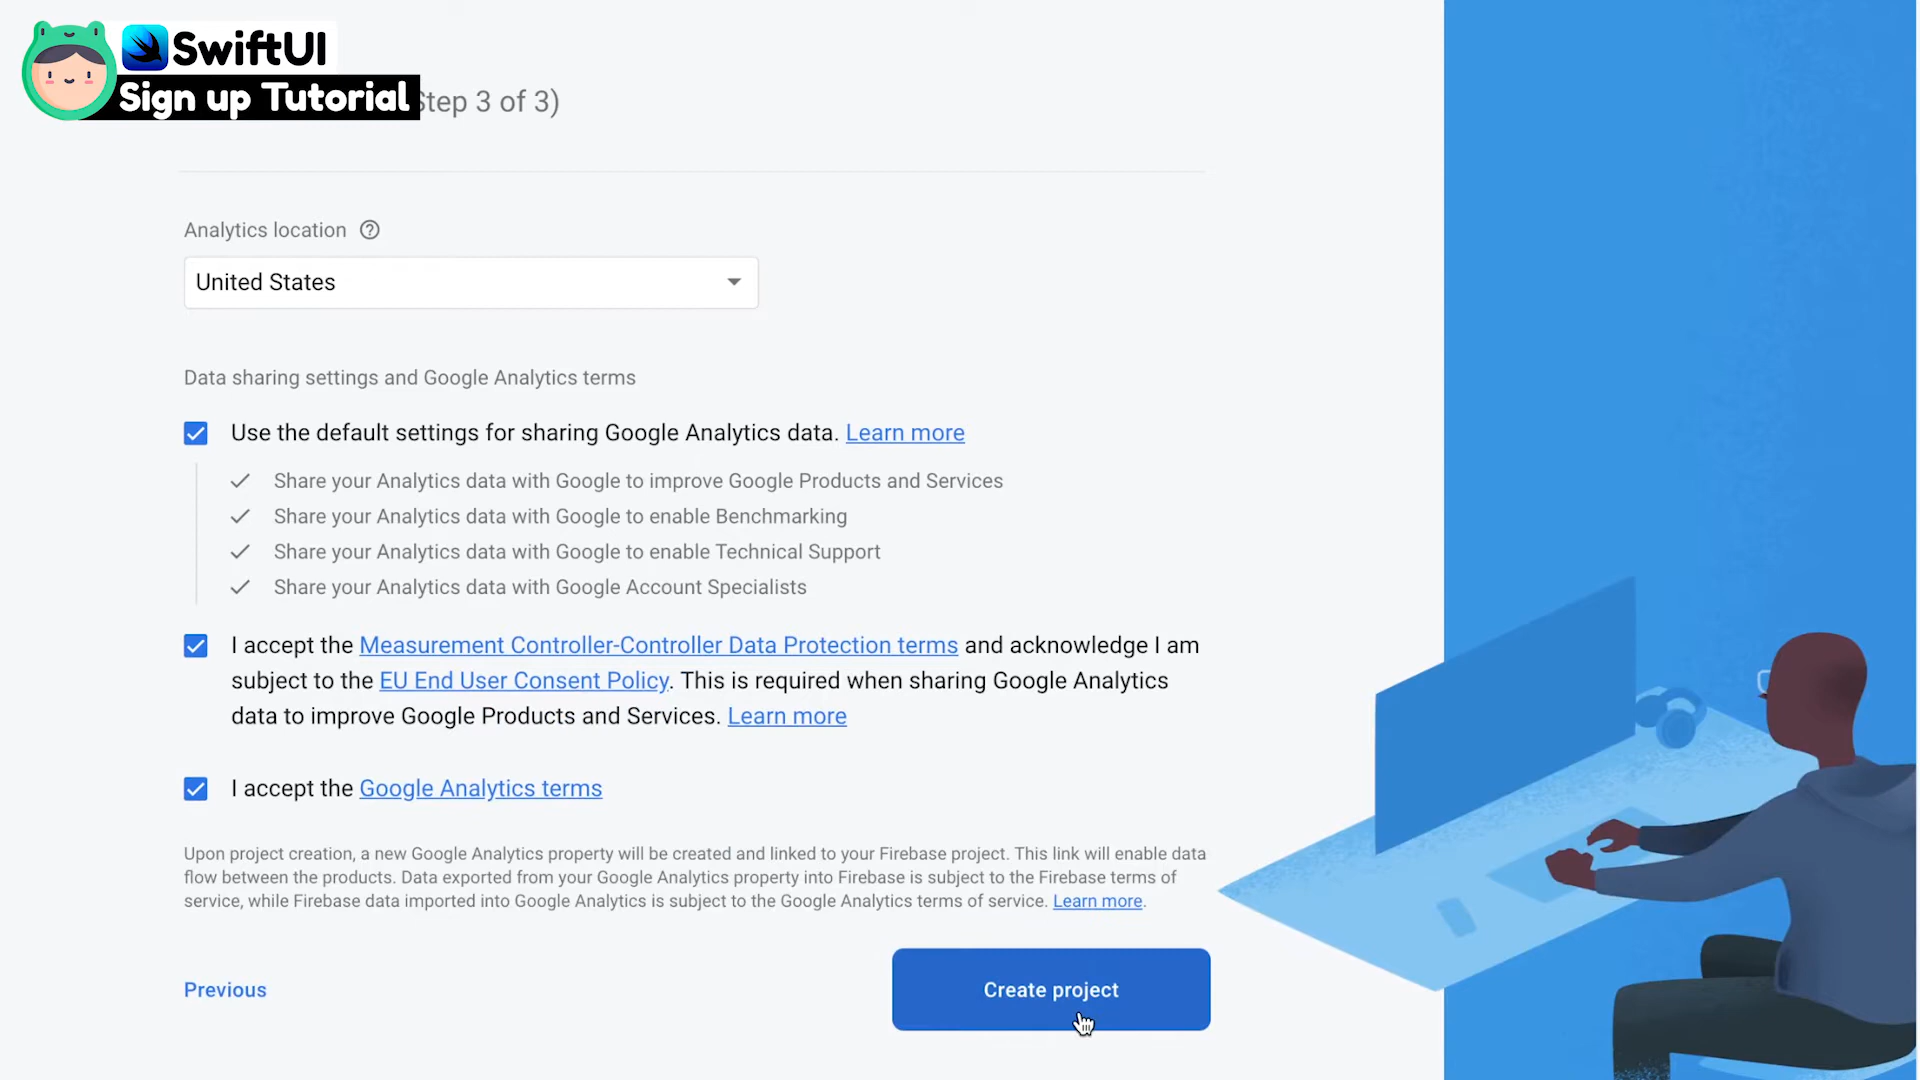 SwiftUI
Sign up Tutorial
Step 3 of 3)
Analytics location
United States
Data sharing settings and Google Analytics terms
Use the default settings for sharing Google Analytics data. Learn more
Share your Analytics data with Google to improve Google Products and Services
Share your Analytics data with Google to enable Benchmarking
Share your Analytics data with Google to enable Technical Support
Share your Analytics data with Google Account Specialists
I accept the Measurement Controller-Controller Data Protection terms and acknowledge I am
subject to the EU End User Consent Policy. This is required when sharing Google Analytics
data to improve Google Products and Services. Learn more
I accept the Google Analytics terms
Upon project creation, a new Google Analytics property will be created and linked to your Firebase project. This link will enable data
flow between the products. Data exported from your Google Analytics property into Firebase is subject to the Firebase terms of
service, while Firebase data imported into Google Analytics is subject to the Google Analytics terms of service. Learn more.
Previous
Create project